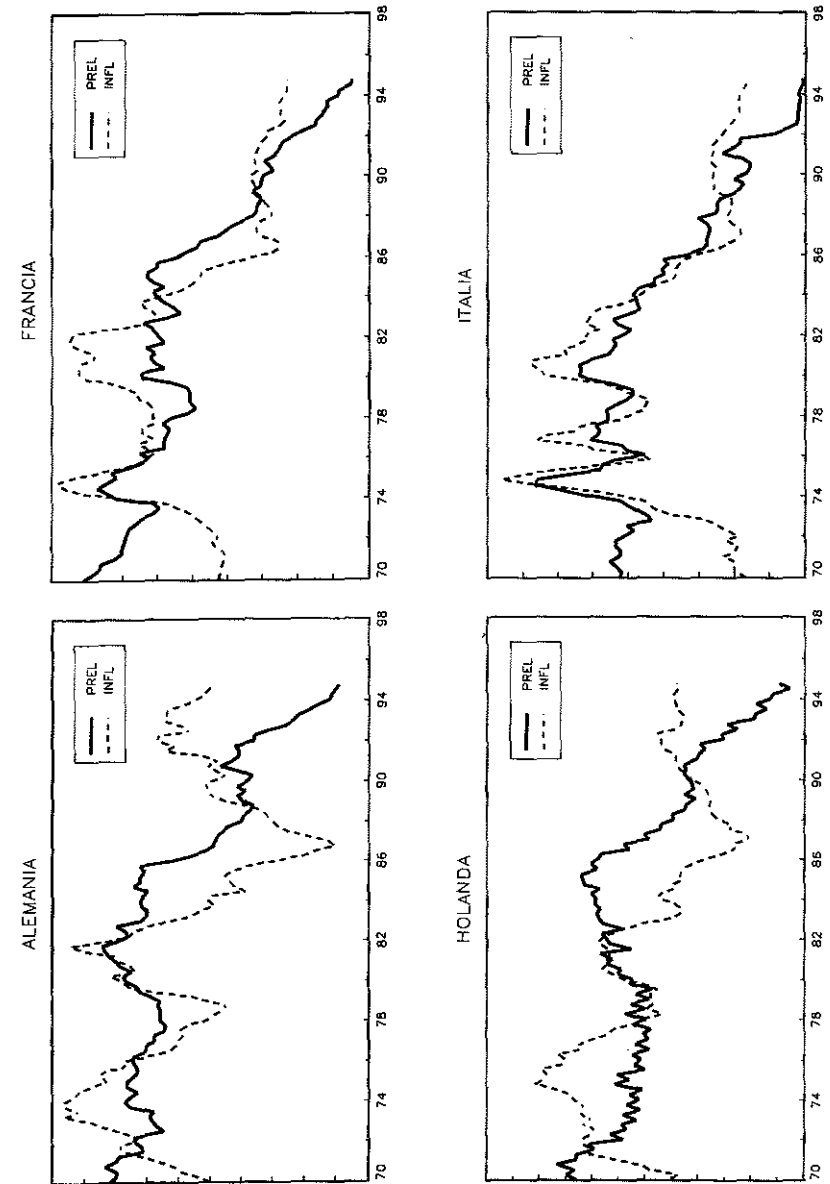 ALEMANIA
PREL
INFL
70 74 78 82 86 90 94 98
FRANCIA
PREL
INFL
70 74 78 82 86 90 94 98
HOLANDA
PREL
INFL
70 74 78 82 86 90 94 98
ITALIA
PREL
INFL
70 74 78 82 86 90 94 98